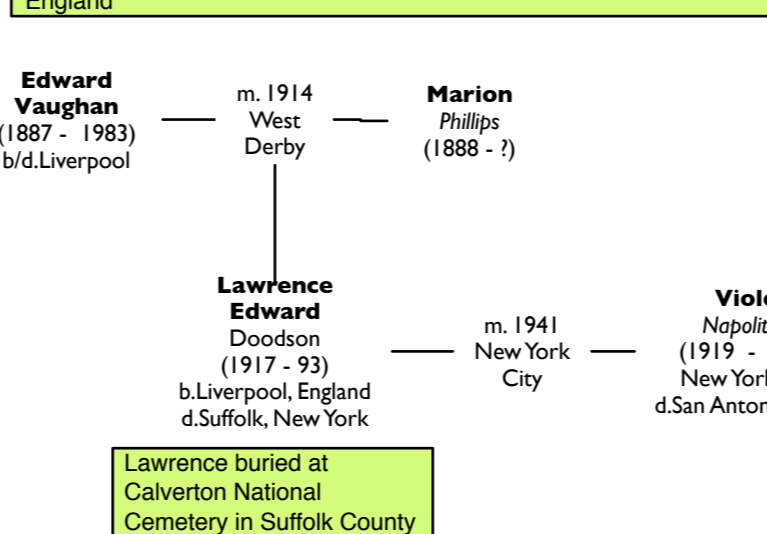 England
Edward
Vaughan
(1887 - 1983)
b/d.Liverpool
m. 1914
West
Derby
Marion
Phillips
(1888 - ?)
Lawrence
Edward
Doodson
(1917 - 93)
b.Liverpool, England
d.Suffolk, New York
m. 1941
New York
City
(1919 -
New
d.San
Lawrence buried at
Calverton National
Cemetery in Suffolk County